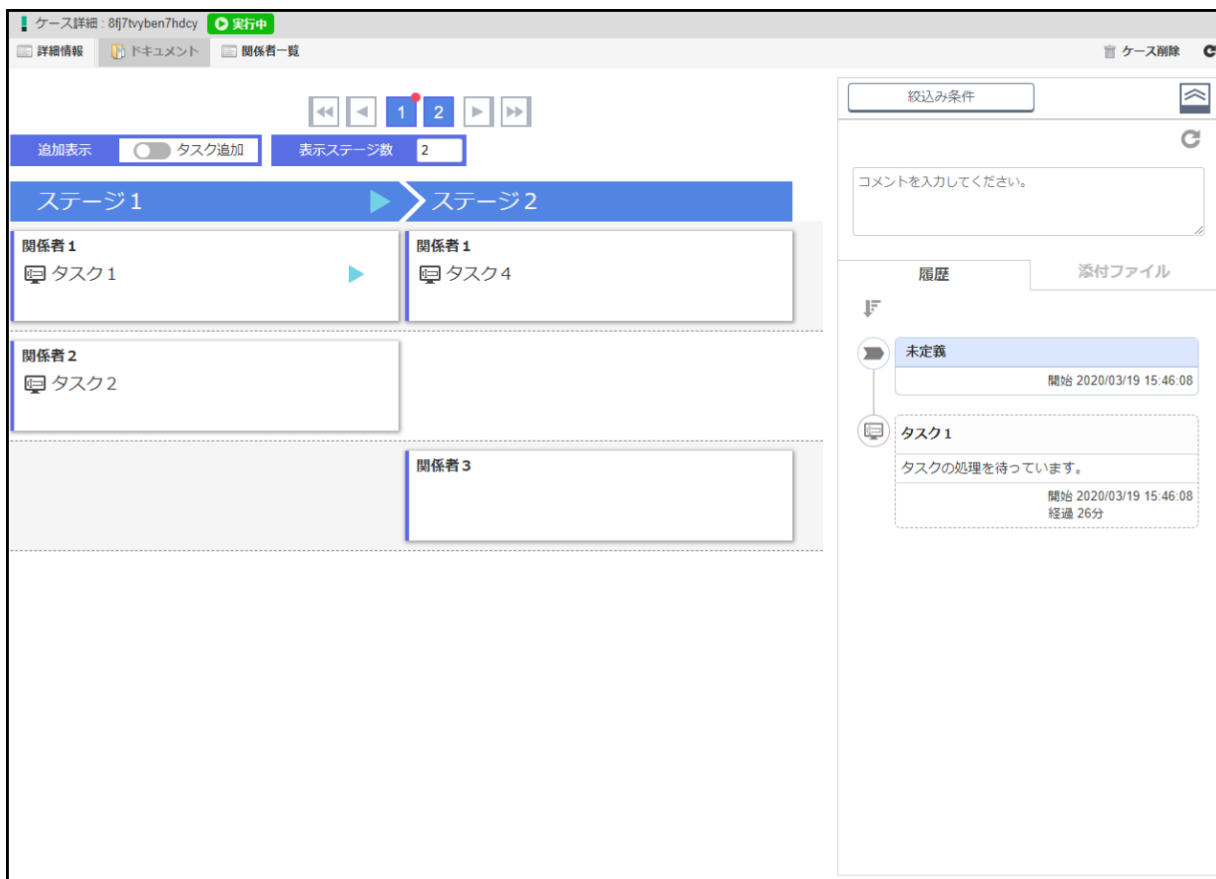 ケース詳細 : 8fj7tvyben7hdcy 実行中
詳細情報 ドキュメント 関係者一覧 ケース削除
1 2
追加表示 タスク追加 表示ステージ数 2
ステージ１ ステージ２
関係者１
タスク１
関係者１
タスク４
関係者２
タスク２
関係者３
絞込み条件
コメントを入力してください。
履歴 添付ファイル
未定義
開始 2020/03/19 15:46:08
タスク１
タスクの処理を待っています。
開始 2020/03/19 15:46:08
経過 26分